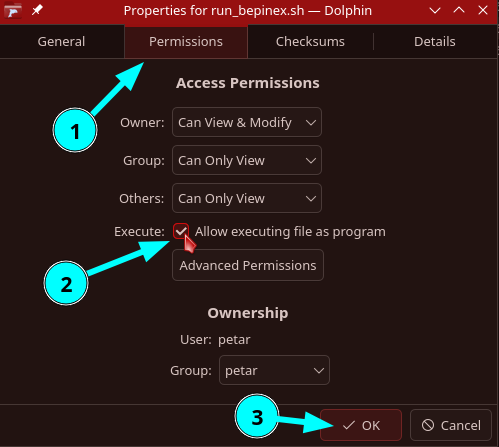 Properties for run_bepinex.sh — Dolphin
General Permissions Checksums Details
1
Access Permissions
Owner: Can View & Modify
Group: Can Only View
Others: Can Only View
Execute: Allow executing file as program
2
Advanced Permissions
Ownership
User: petar
Group: petar
3
OK Cancel